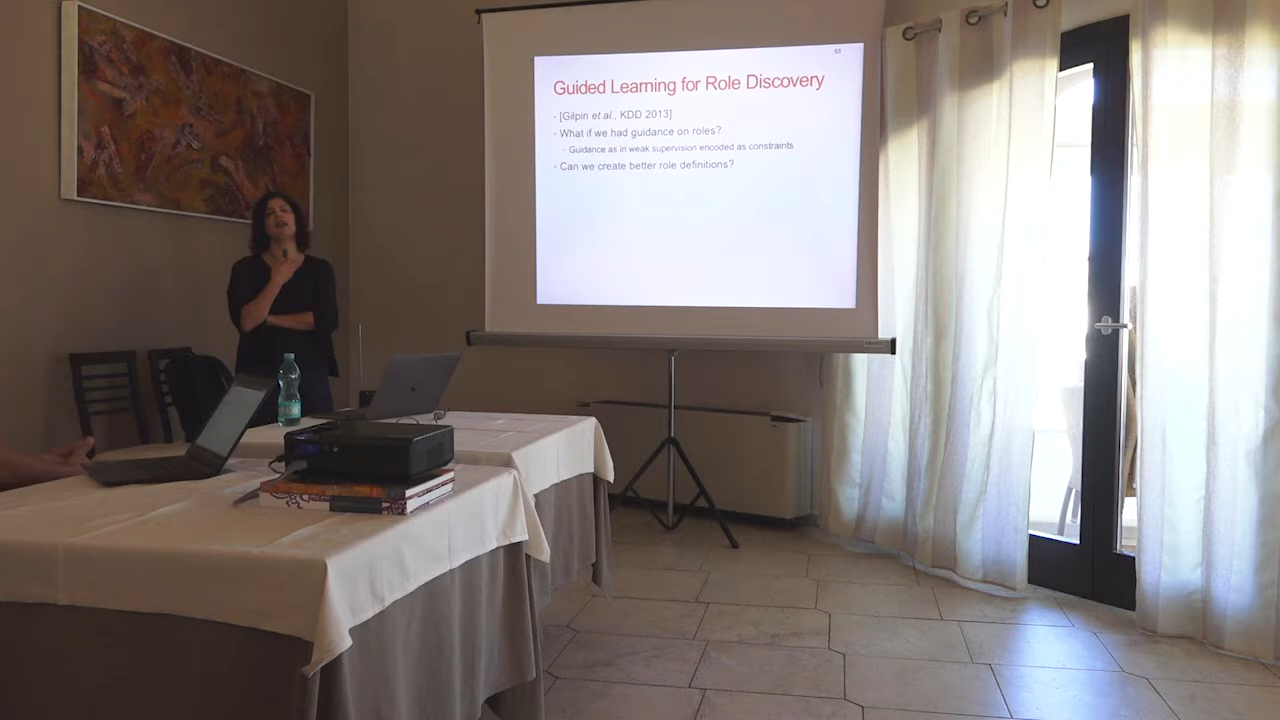 53
Guided Learning for Role Discovery
· [Gilpin et al., KDD 2013]
· What if we had guidance on roles?
· Guidance as in weak supervision encoded as constraints
· Can we create better role definitions?